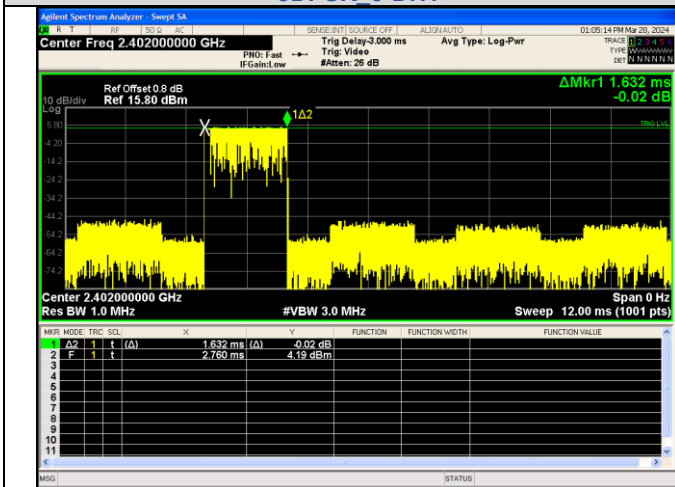 Agilent Spectrum Analyzer - Swept SA
R T RF 50 Ω AC SENSE:INT SOURCE OFF ALIGNAUTO 01:05:14 PM Mar 28, 2024
Center Freq 2.402000000 GHz
PNO: Fast
IFGain:Low
Trig Delay-3.000 ms
Trig: Video
#Atten: 26 dB
Avg Type: Log-Pwr
TRACE 1 2 3 4 5 6
TYPE W
DET N N N N N N
ΔMkr1 1.632 ms
-0.02 dB
Ref Offset 0.8 dB
10 dB/div Ref 15.80 dBm
Log
1Δ2
5.80
TRIG LVL
-4.20
-14.2
-24.2
-34.2
-44.2
-54.2
-64.2
-74.2
Center 2.402000000 GHz Span 0 Hz
Res BW 1.0 MHz #VBW 3.0 MHz Sweep 12.00 ms (1001 pts)
MKR MODE TRC SCL X Y FUNCTION FUNCTION WIDTH FUNCTION VALUE
1 Δ2 1 t (Δ) 1.632 ms (Δ) -0.02 dB
2 F 1 t 2.760 ms 4.19 dBm
3
4
5
6
7
8
9
10
11
MSG STATUS